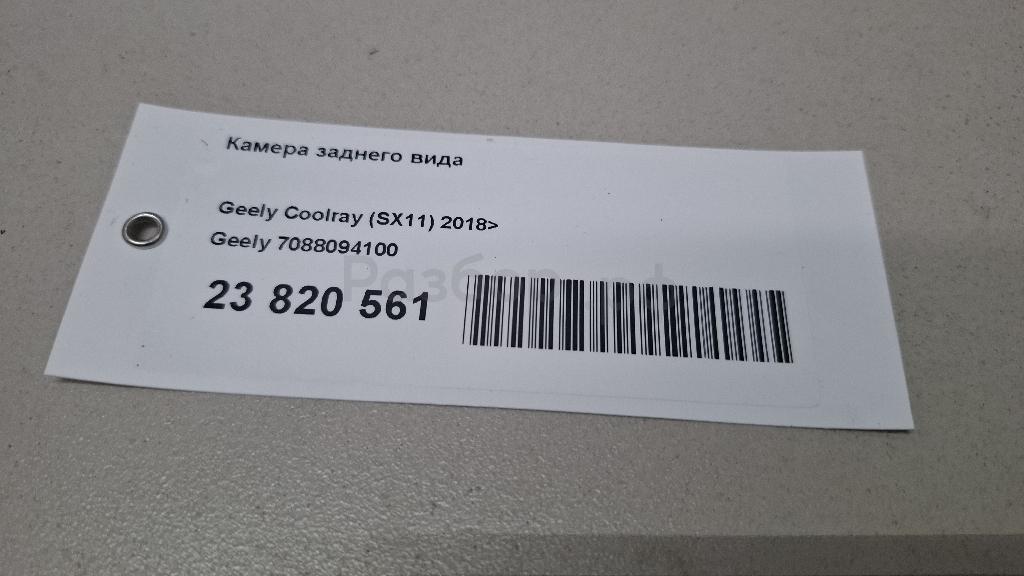 Камера заднего вида
Geely Coolray (SX11) 2018>
Geely 7088094100
23 820 561